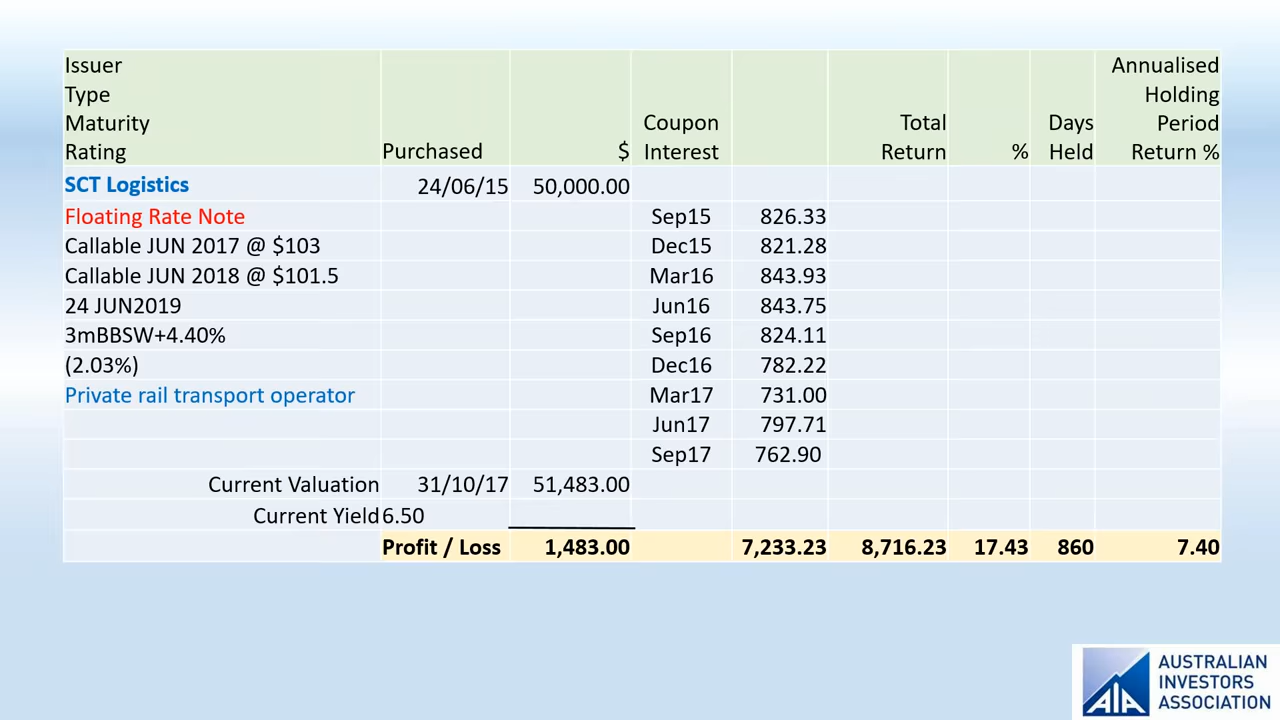 Issuer
Type
Maturity
Rating
Purchased
$
Coupon
Interest
Total
Return
%
Days
Held
Annualised
Holding
Period
Return %
SCT Logistics 24/06/15 50,000.00
Floating Rate Note Sep15 826.33
Callable JUN 2017 @ $103 Dec15 821.28
Callable JUN 2018 @ $101.5 Mar16 843.93
24 JUN2019 Jun16 843.75
3mBBSW+4.40% Sep16 824.11
(2.03%) Dec16 782.22
Private rail transport operator Mar17 731.00
Jun17 797.71
Sep17 762.90
Current Valuation 31/10/17 51,483.00
Current Yield 6.50
Profit / Loss 1,483.00 7,233.23 8,716.23 17.43 860 7.40
AIA
AUSTRALIAN
INVESTORS
ASSOCIATION